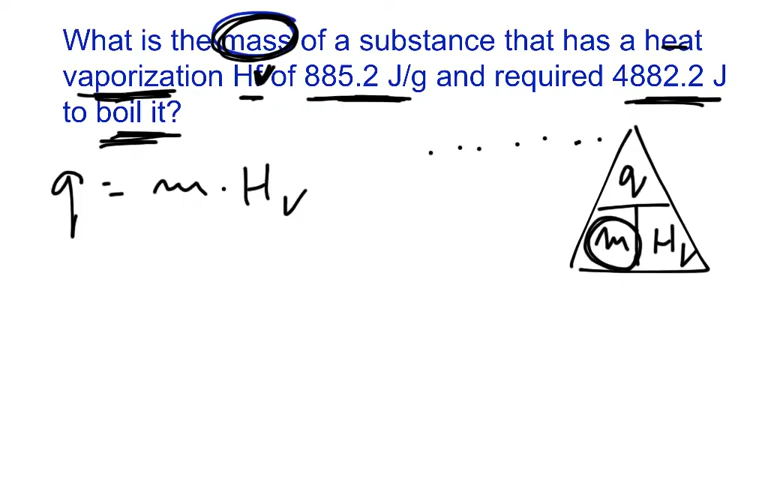 What is the mass of a substance that has a heat
vaporization Hv of 885.2 J/g and required 4882.2 J
to boil it?
q = m · Hv
q
m Hv